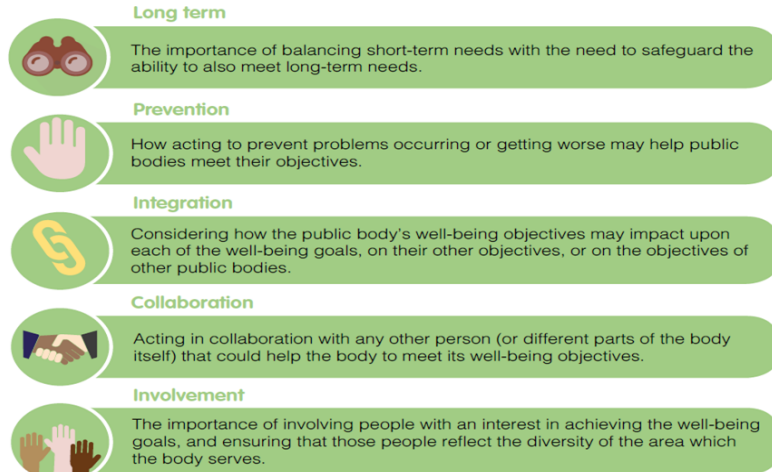 Long term
The importance of balancing short-term needs with the need to safeguard the
ability to also meet long-term needs.
Prevention
How acting to prevent problems occurring or getting worse may help public
bodies meet their objectives.
Integration
Considering how the public body's well-being objectives may impact upon
each of the well-being goals, on their other objectives, or on the objectives of
other public bodies.
Collaboration
Acting in collaboration with any other person (or different parts of the body
itself) that could help the body to meet its well-being objectives.
Involvement
The importance of involving people with an interest in achieving the well-being
goals, and ensuring that those people reflect the diversity of the area which
the body serves.